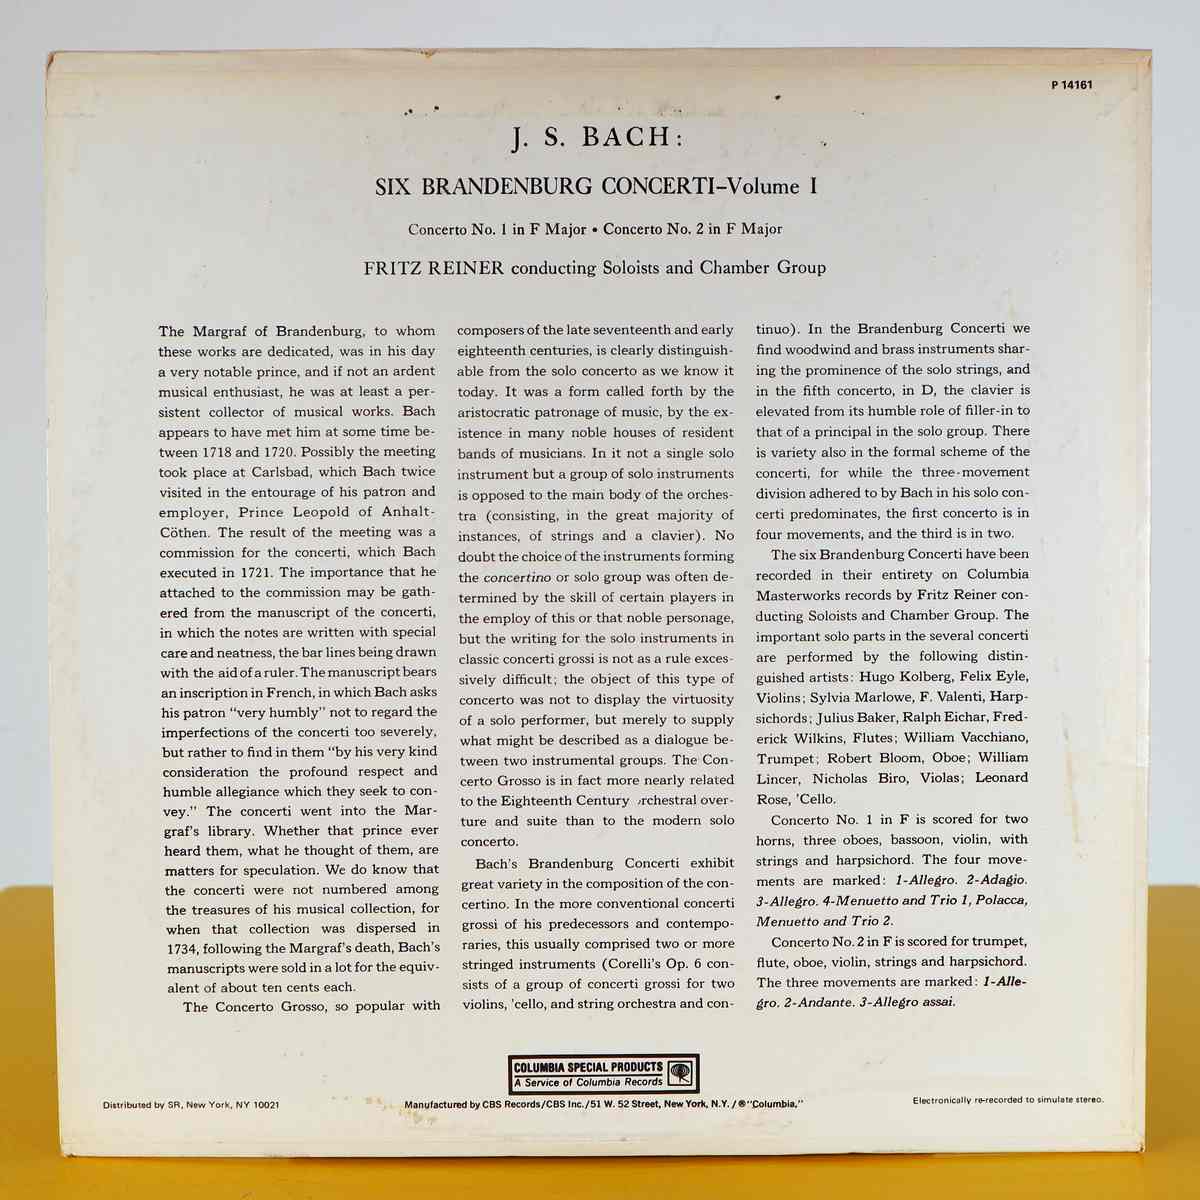 P 14161
J. S. BACH:
SIX BRANDENBURG CONCERTI–Volume I
Concerto No. 1 in F Major • Concerto No. 2 in F Major
FRITZ REINER conducting Soloists and Chamber Group
The Margraf of Brandenburg, to whom
these works are dedicated, was in his day
a very notable prince, and if not an ardent
musical enthusiast, he was at least a per-
sistent collector of musical works. Bach
appears to have met him at some time be-
tween 1718 and 1720. Possibly the meeting
took place at Carlsbad, which Bach twice
visited in the entourage of his patron and
employer, Prince Leopold of Anhalt-
Cöthen. The result of the meeting was a
commission for the concerti, which Bach
executed in 1721. The importance that he
attached to the commission may be gath-
ered from the manuscript of the concerti,
in which the notes are written with special
care and neatness, the bar lines being drawn
with the aid of a ruler. The manuscript bears
an inscription in French, in which Bach asks
his patron “very humbly” not to regard the
imperfections of the concerti too severely,
but rather to find in them “by his very kind
consideration the profound respect and
humble allegiance which they seek to con-
vey.” The concerti went into the Mar-
graf’s library. Whether that prince ever
heard them, what he thought of them, are
matters for speculation. We do know that
the concerti were not numbered among
the treasures of his musical collection, for
when that collection was dispersed in
1734, following the Margraf’s death, Bach’s
manuscripts were sold in a lot for the equiv-
alent of about ten cents each.
The Concerto Grosso, so popular with
composers of the late seventeenth and early
eighteenth centuries, is clearly distinguish-
able from the solo concerto as we know it
today. It was a form called forth by the
aristocratic patronage of music, by the ex-
istence in many noble houses of resident
bands of musicians. In it not a single solo
instrument but a group of solo instruments
is opposed to the main body of the orches-
tra (consisting, in the great majority of
instances, of strings and a clavier). No
doubt the choice of the instruments forming
the concertino or solo group was often de-
termined by the skill of certain players in
the employ of this or that noble personage,
but the writing for the solo instruments in
classic concerti grossi is not as a rule exces-
sively difficult; the object of this type of
concerto was not to display the virtuosity
of a solo performer, but merely to supply
what might be described as a dialogue be-
tween two instrumental groups. The Con-
certo Grosso is in fact more nearly related
to the Eighteenth Century orchestral over-
ture and suite than to the modern solo
concerto.
Bach’s Brandenburg Concerti exhibit
great variety in the composition of the con-
certino. In the more conventional concerti
grossi of his predecessors and contempo-
raries, this usually comprised two or more
stringed instruments (Corelli’s Op. 6 con-
sists of a group of concerti grossi for two
violins, ’cello, and string orchestra and con-
tinuo). In the Brandenburg Concerti we
find woodwind and brass instruments shar-
ing the prominence of the solo strings, and
in the fifth concerto, in D, the clavier is
elevated from its humble role of filler-in to
that of a principal in the solo group. There
is variety also in the formal scheme of the
concerti, for while the three-movement
division adhered to by Bach in his solo con-
certi predominates, the first concerto is in
four movements, and the third is in two.
The six Brandenburg Concerti have been
recorded in their entirety on Columbia
Masterworks records by Fritz Reiner con-
ducting Soloists and Chamber Group. The
important solo parts in the several concerti
are performed by the following distin-
guished artists: Hugo Kolberg, Felix Eyle,
Violins; Sylvia Marlowe, F. Valenti, Harp-
sichords; Julius Baker, Ralph Eichar, Fred-
erick Wilkins, Flutes; William Vacchiano,
Trumpet; Robert Bloom, Oboe; William
Lincer, Nicholas Biro, Violas; Leonard
Rose, ’Cello.
Concerto No. 1 in F is scored for two
horns, three oboes, bassoon, violin, with
strings and harpsichord. The four move-
ments are marked: 1-Allegro. 2-Adagio.
3-Allegro. 4-Menuetto and Trio 1, Polacca,
Menuetto and Trio 2.
Concerto No. 2 in F is scored for trumpet,
flute, oboe, violin, strings and harpsichord.
The three movements are marked: 1-Alle-
gro. 2-Andante. 3-Allegro assai.
COLUMBIA SPECIAL PRODUCTS
A Service of Columbia Records
Distributed by SR, New York, NY 10021
Manufactured by CBS Records/CBS Inc./51 W. 52 Street, New York, N.Y. / ® “Columbia,”
Electronically re-recorded to simulate stereo.